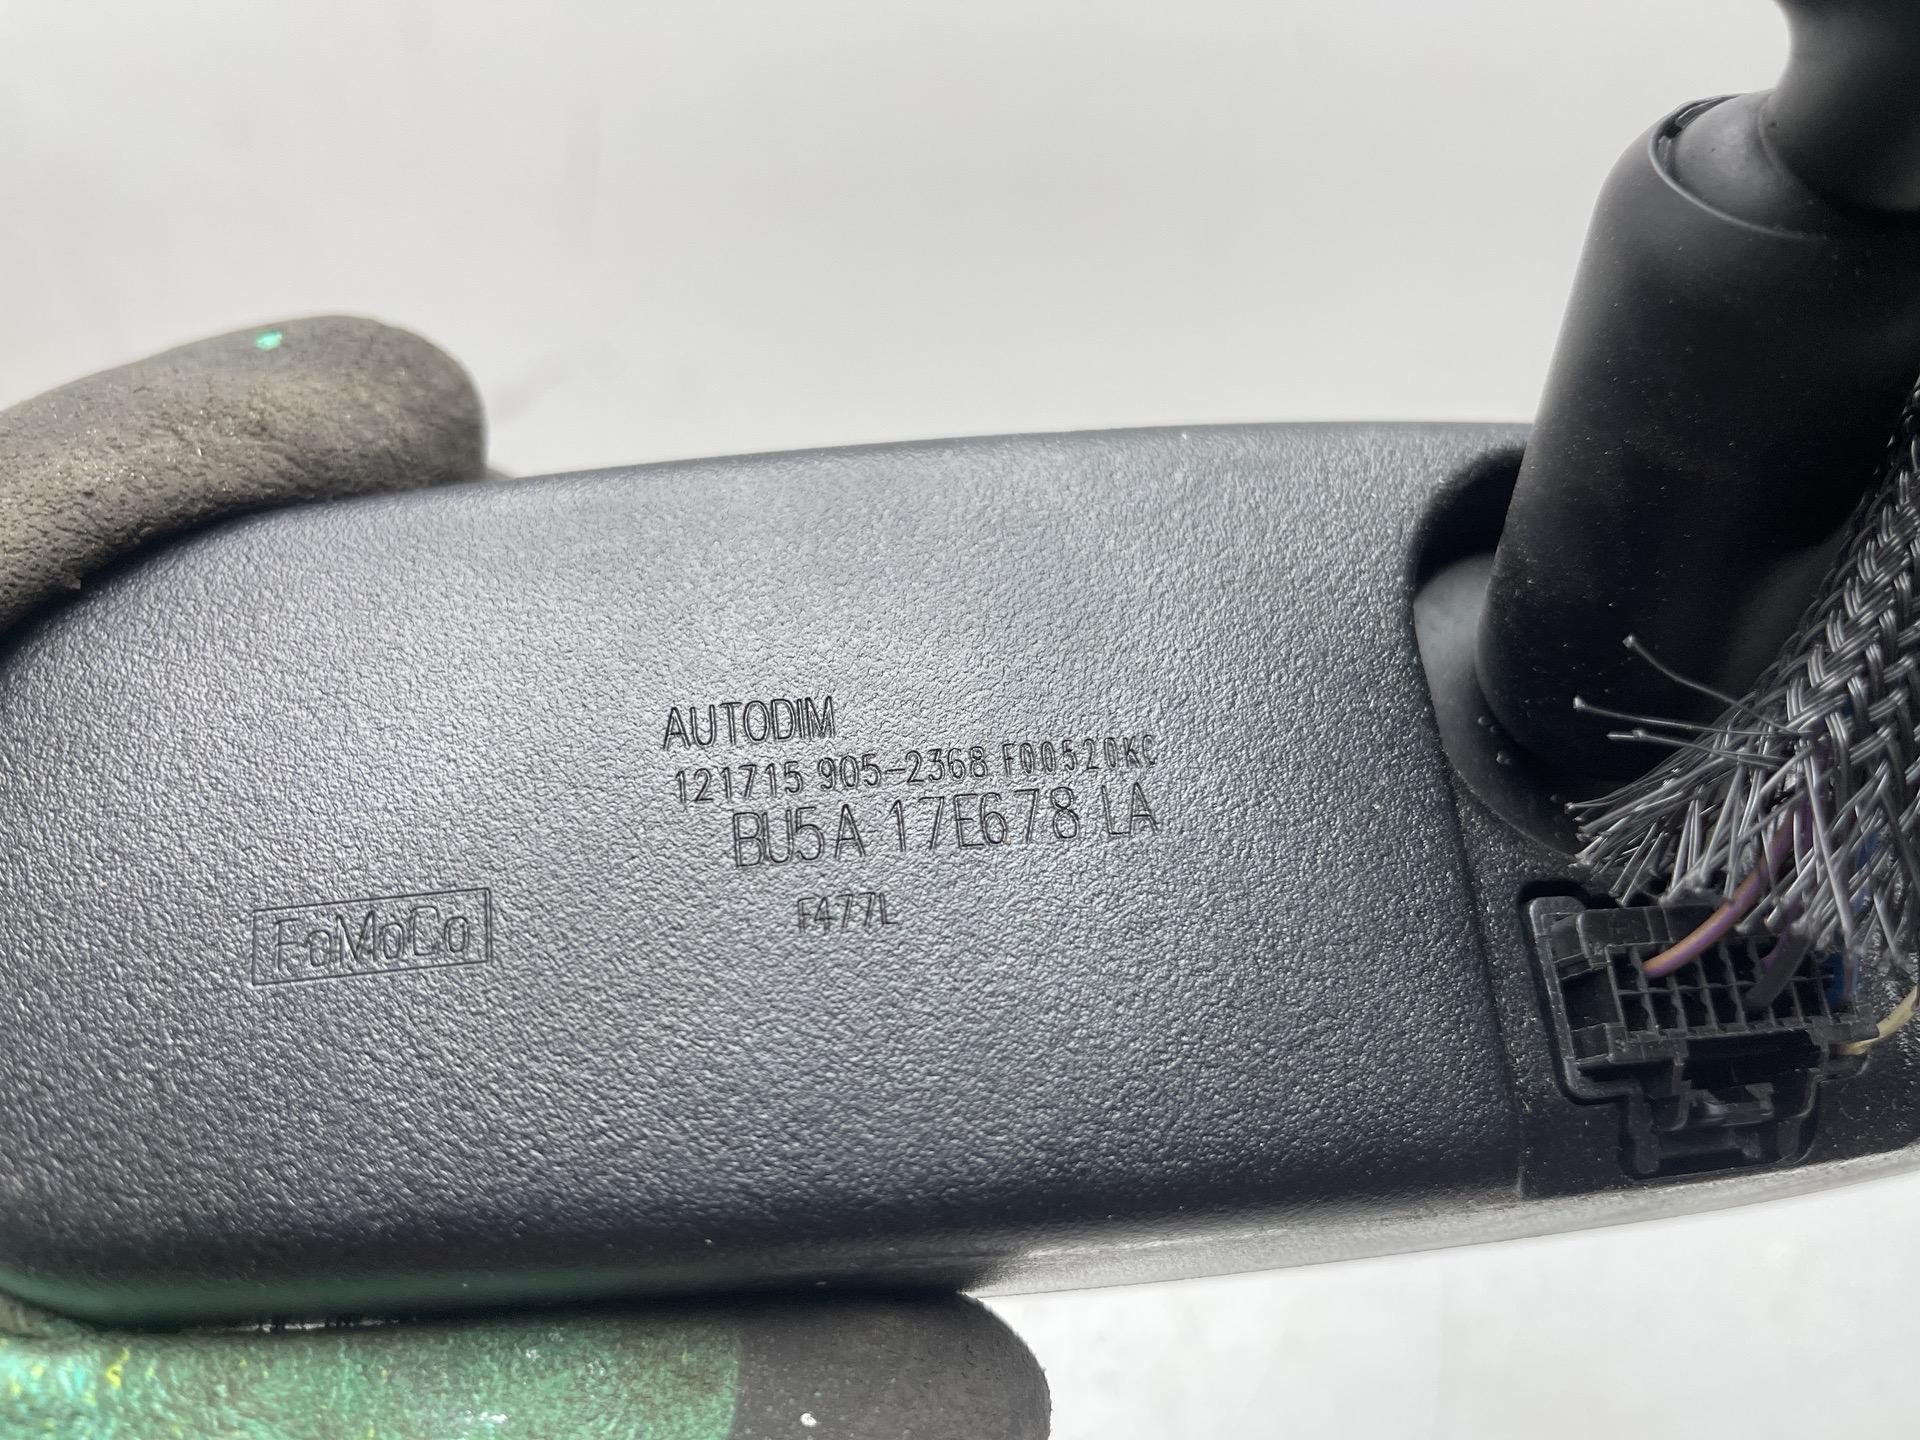 AUTODIM
121715 905-2368 F00520KC
BU5A 17E678 LA
F477L
FoMoCo